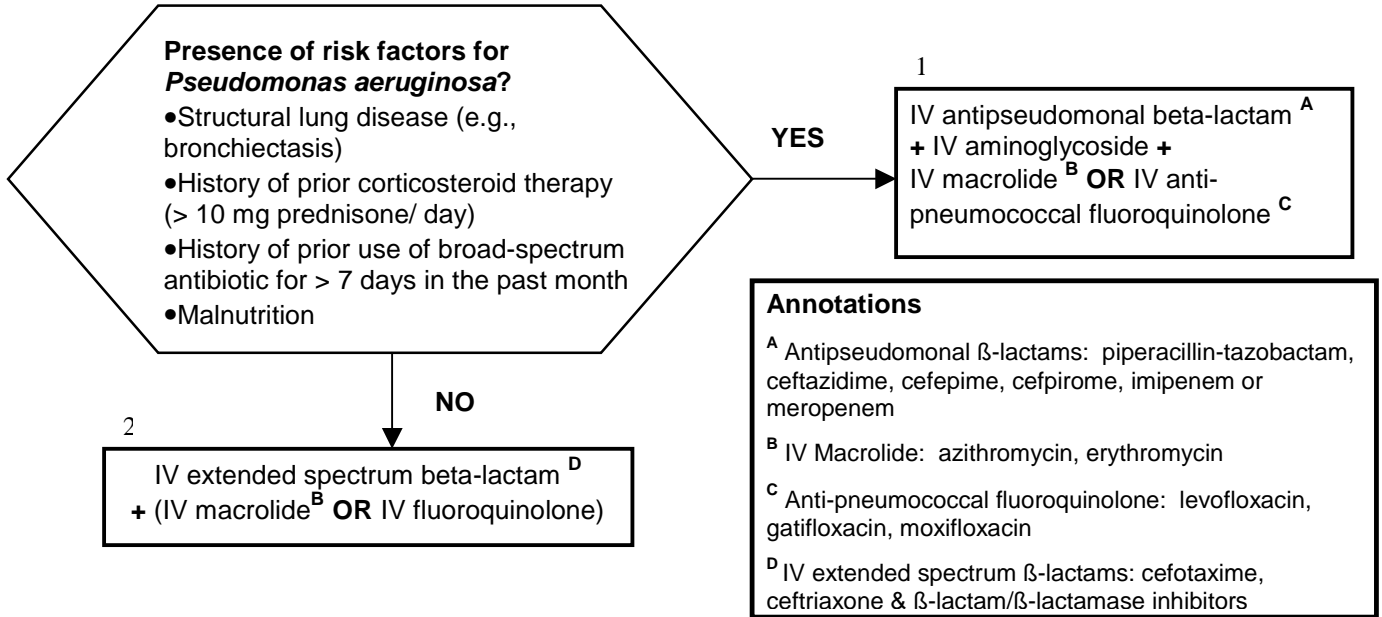 Presence of risk factors for
Pseudomonas aeruginosa?
•Structural lung disease (e.g.,
bronchiectasis)
•History of prior corticosteroid therapy
(> 10 mg prednisone/ day)
•History of prior use of broad-spectrum
antibiotic for > 7 days in the past month
•Malnutrition
YES
1
IV antipseudomonal beta-lactam A
+ IV aminoglycoside +
IV macrolide B OR IV anti-
pneumococcal fluoroquinolone C
NO
2
IV extended spectrum beta-lactam D
+ (IV macrolide B OR IV fluoroquinolone)
Annotations
A Antipseudomonal ß-lactams: piperacillin-tazobactam,
ceftazidime, cefepime, cefpirome, imipenem or
meropenem
B IV Macrolide: azithromycin, erythromycin
C Anti-pneumococcal fluoroquinolone: levofloxacin,
gatifloxacin, moxifloxacin
D IV extended spectrum ß-lactams: cefotaxime,
ceftriaxone & ß-lactam/ß-lactamase inhibitors